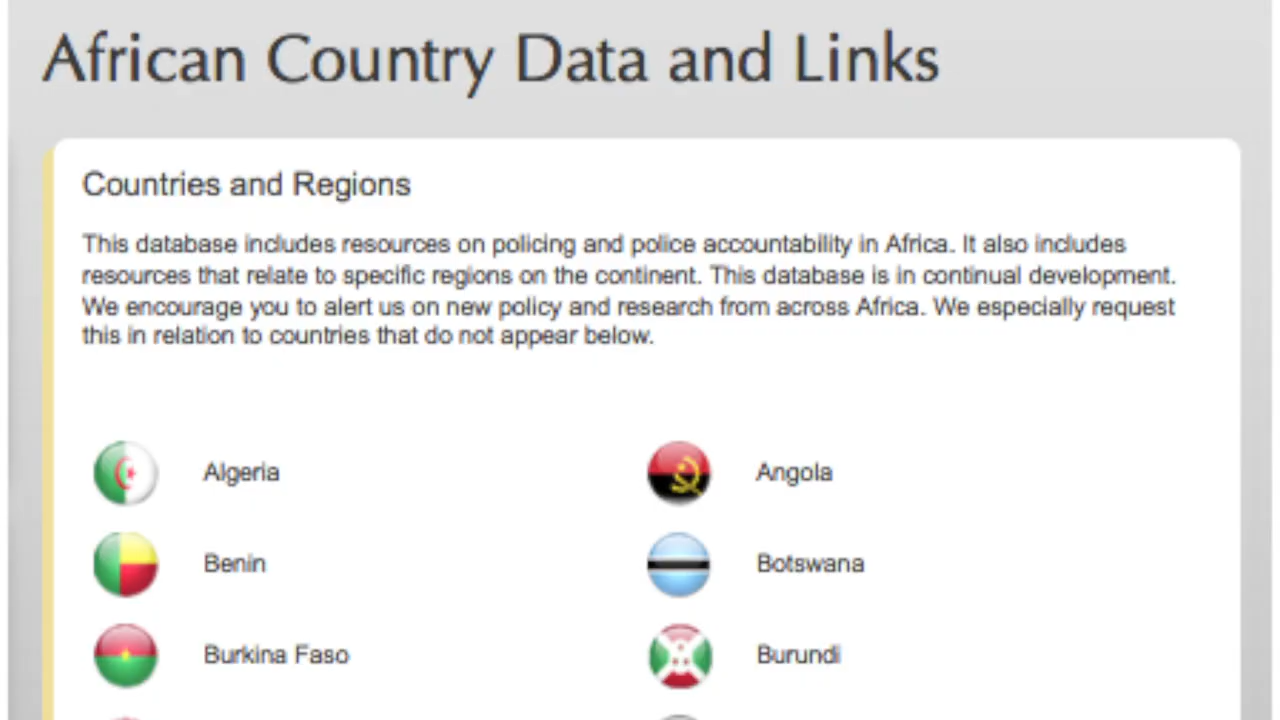 African Country Data and Links
Countries and Regions
This database includes resources on policing and police accountability in Africa. It also includes
resources that relate to specific regions on the continent. This database is in continual development.
We encourage you to alert us on new policy and research from across Africa. We especially request
this in relation to countries that do not appear below.
Algeria
Angola
Benin
Botswana
Burkina Faso
Burundi